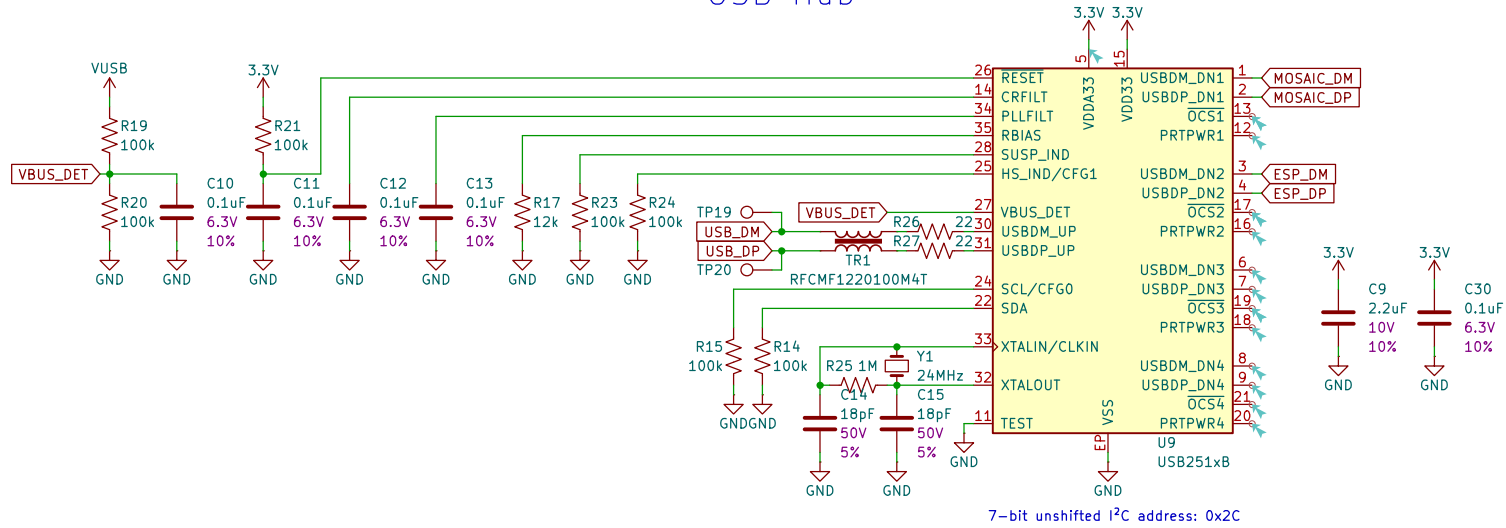 USB Hub
3.3V 3.3V
VUSB
3.3V
R19
100k
R21
100k
VBUS_DET
R20
100k
C10
0.1uF
6.3V
10%
C11
0.1uF
6.3V
10%
C12
0.1uF
6.3V
10%
C13
0.1uF
6.3V
10%
R17
12k
R23
100k
R24
100k
GND GND GND GND GND GND GND GND
TP19
USB_DM
USB_DP
TP20
VBUS_DET
R26 22
R27 22
TR1
RFCMF1220100M4T
R15
100k
R14
100k
GND GND
R25 1M
Y1
24MHz
C14
18pF
50V
5%
C15
18pF
50V
5%
GND GND
GND
5 VDDA33
15 VDD33
26 RESET
14 CRFILT
34 PLLFILT
35 RBIAS
28 SUSP_IND
25 HS_IND/CFG1
27 VBUS_DET
30 USBDM_UP
31 USBDP_UP
24 SCL/CFG0
22 SDA
33 XTALIN/CLKIN
32 XTALOUT
11 TEST
USBDM_DN1 1 MOSAIC_DM
USBDP_DN1 2 MOSAIC_DP
OCS1 13
PRTPWR1 12
USBDM_DN2 3 ESP_DM
USBDP_DN2 4 ESP_DP
OCS2 17
PRTPWR2 16
USBDM_DN3 6
USBDP_DN3 7
OCS3 19
PRTPWR3 18
USBDM_DN4 8
USBDP_DN4 9
OCS4 21
PRTPWR4 20
VSS
EP
GND
U9
USB251xB
7-bit unshifted I²C address: 0x2C
3.3V
C9
2.2uF
10V
10%
GND
3.3V
C30
0.1uF
6.3V
10%
GND